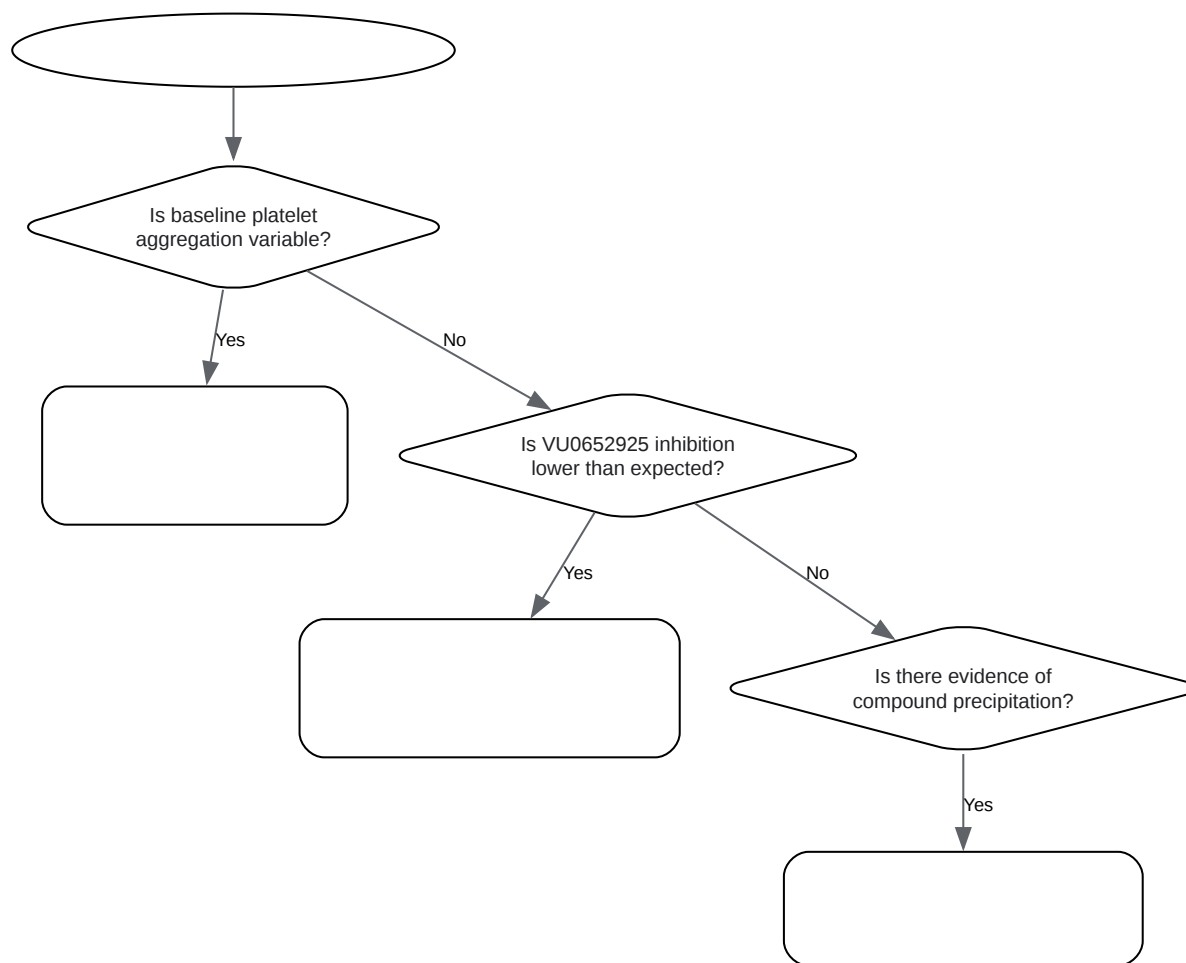 Is baseline platelet
aggregation variable?
Yes
No
Is VU0652925 inhibition
lower than expected?
Yes
No
Is there evidence of
compound precipitation?
Yes